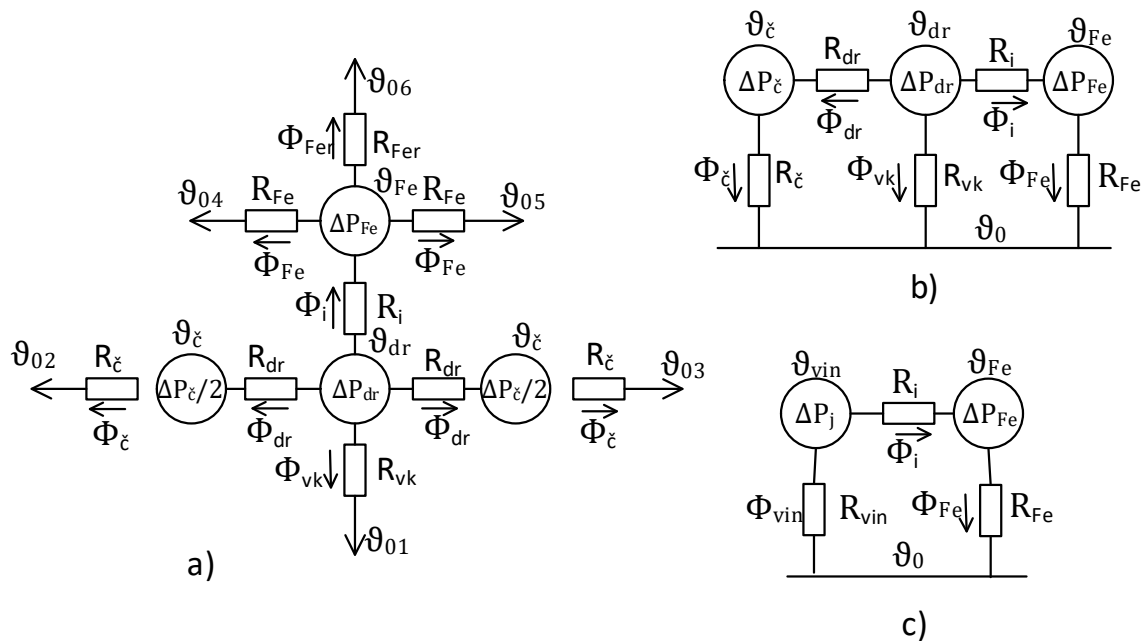 ϑ06
ΦFer RFer
ϑFe
RFe RFe
ϑ04 ΔPFe ϑ05
ΦFe ΦFe
Φi Ri
ϑč ϑdr ϑč
ϑ02 Rč Rdr Rdr Rč ϑ03
ΔPč/2 ΔPdr ΔPč/2
Φč Φdr Φdr Φč
Φvk Rvk
ϑ01
a)
ϑč ϑdr ϑFe
Rdr Ri
ΔPč ΔPdr ΔPFe
Φdr Φi
Φč Rč Φvk Rvk ΦFe RFe
ϑ0
b)
ϑvin ϑFe
Ri
ΔPj ΔPFe
Φi
Φvin Rvin ΦFe RFe
ϑ0
c)